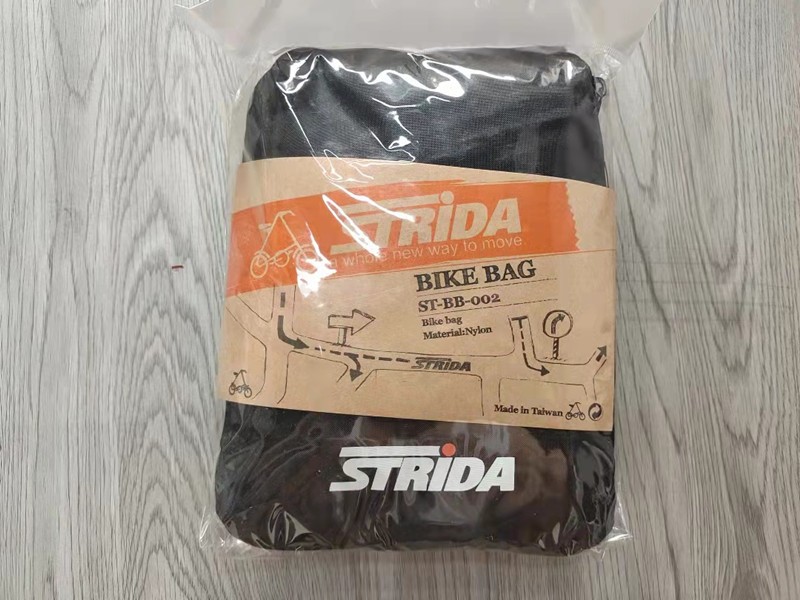 STRiDA
a whole new way to move
BIKE BAG
ST-BB-002
Bike bag
Material:Nylon
STRiDA
Made in Taiwan
STRiDA